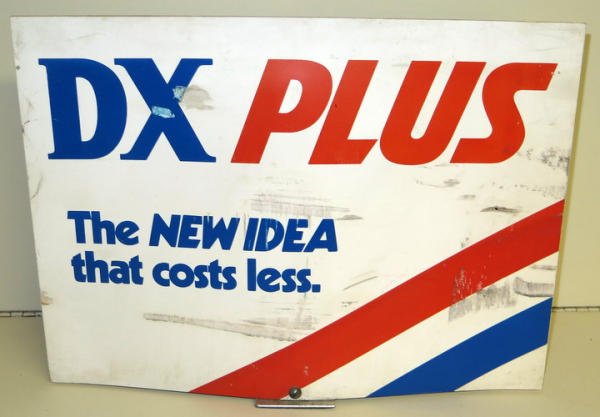 DX PLUS
The NEW IDEA
that costs less.